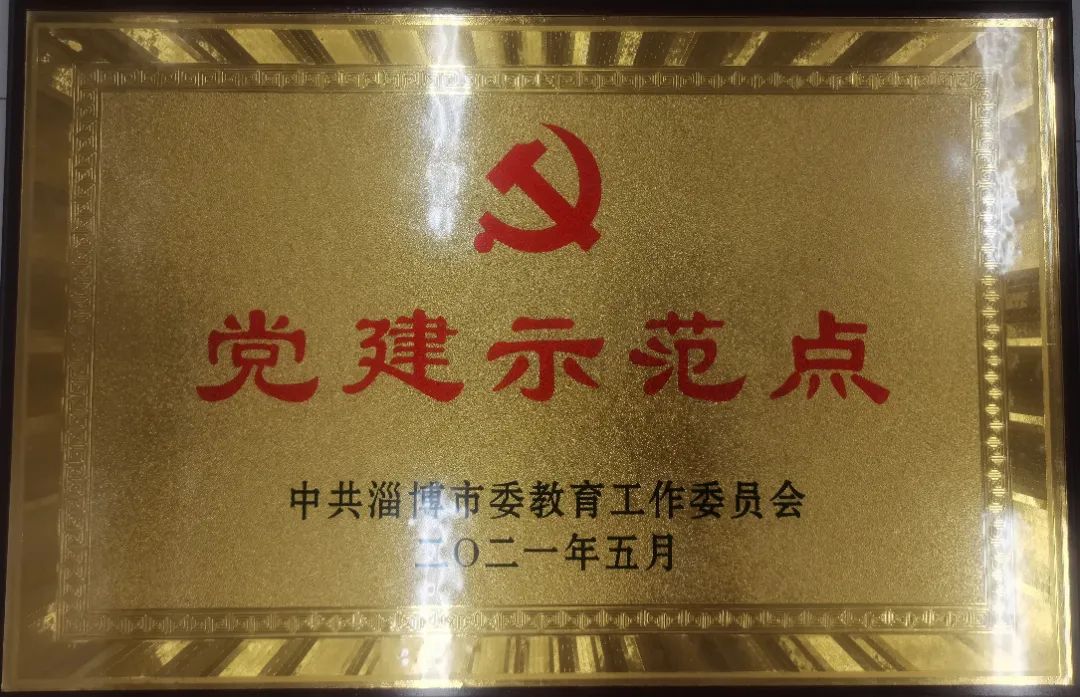 党建示范点
中共淄博市委教育工作委员会
二〇二一年五月